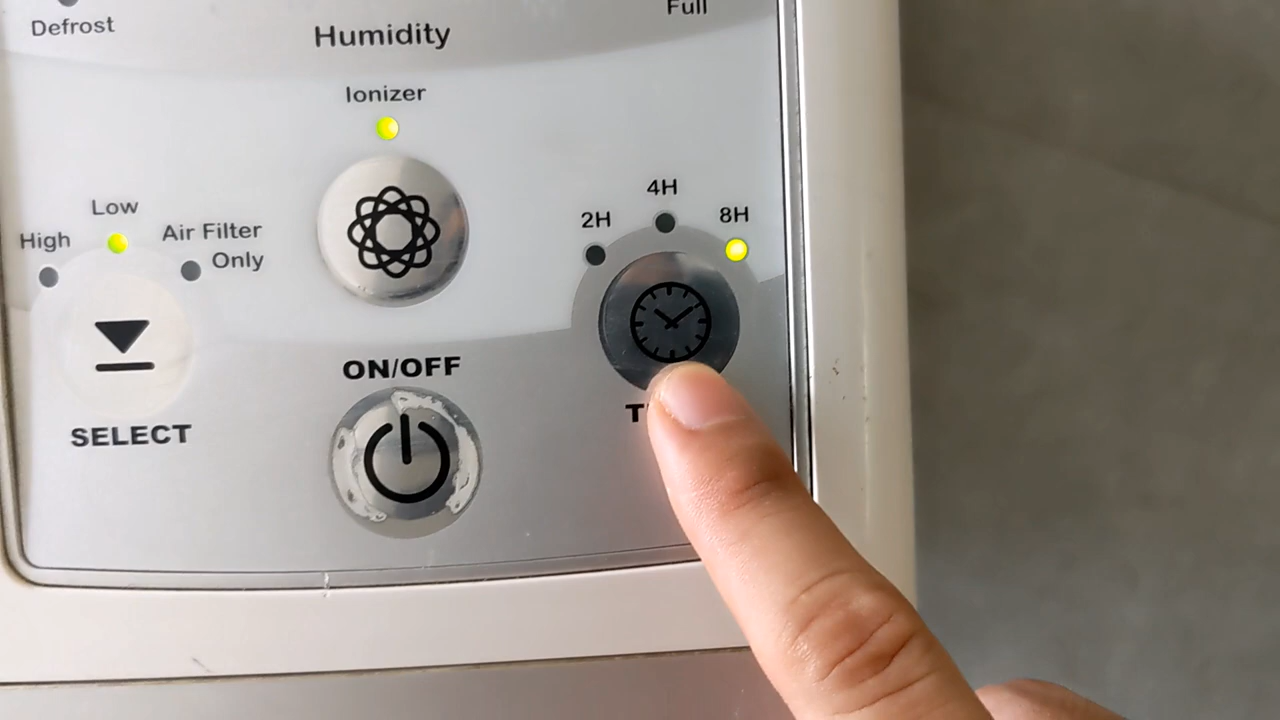 Defrost
Full
Humidity
Ionizer
Low
High
Air Filter
Only
4H
2H
8H
ON/OFF
SELECT